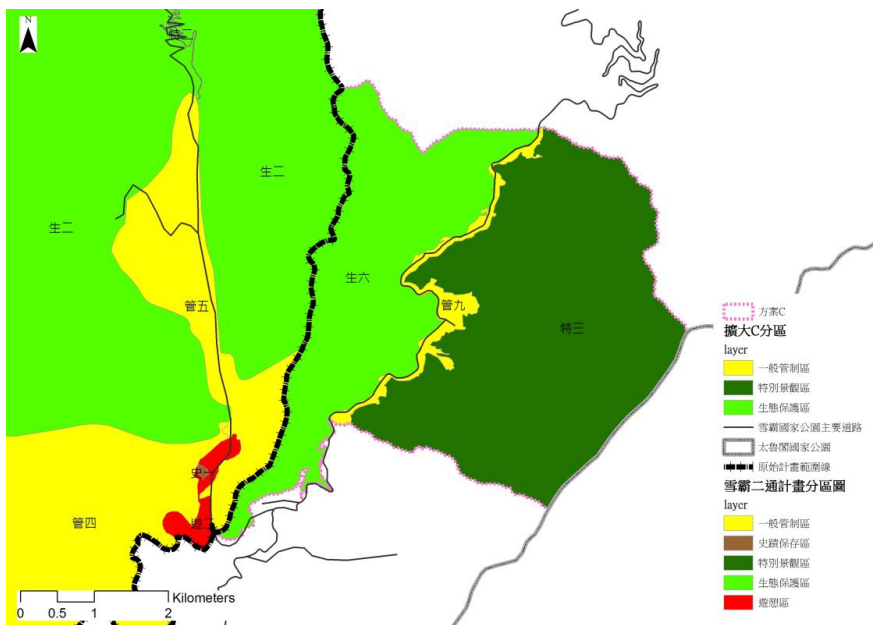 N
特二
生二
生二
生六
管五
管九
特三
史一
管四
遊二
0 0.5 1 2
Kilometers
方案C
擴大C分區
layer
一般管制區
特別景觀區
生態保護區
雪霸國家公園主要道路
太魯閣國家公園
原始計畫範圍線
雪霸二通計畫分區圖
layer
一般管制區
史蹟保存區
特別景觀區
生態保護區
遊憩區